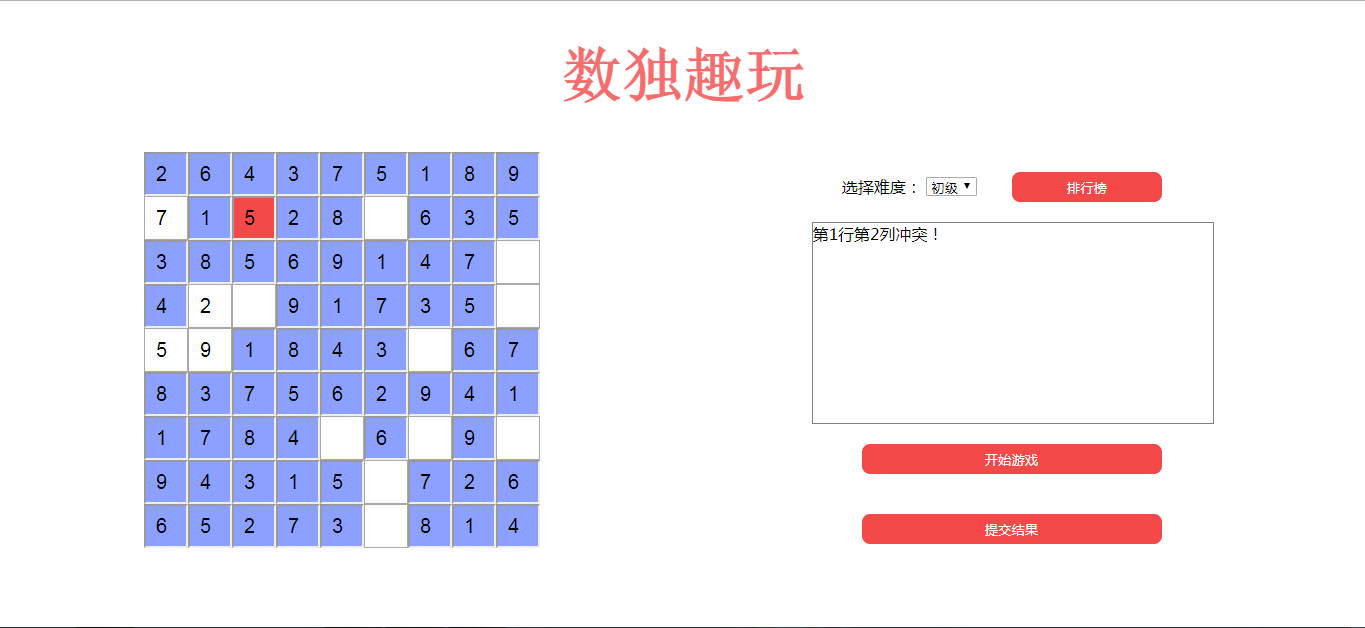 数独趣玩
2 6 4 3 7 5 1 8 9
7 1 5 2 8 6 3 5
3 8 5 6 9 1 4 7
4 2 9 1 7 3 5
5 9 1 8 4 3 6 7
8 3 7 5 6 2 9 4 1
1 7 8 4 6 9
9 4 3 1 5 7 2 6
6 5 2 7 3 8 1 4
选择难度： 初级 排行榜
第1行第2列冲突！
开始游戏
提交结果